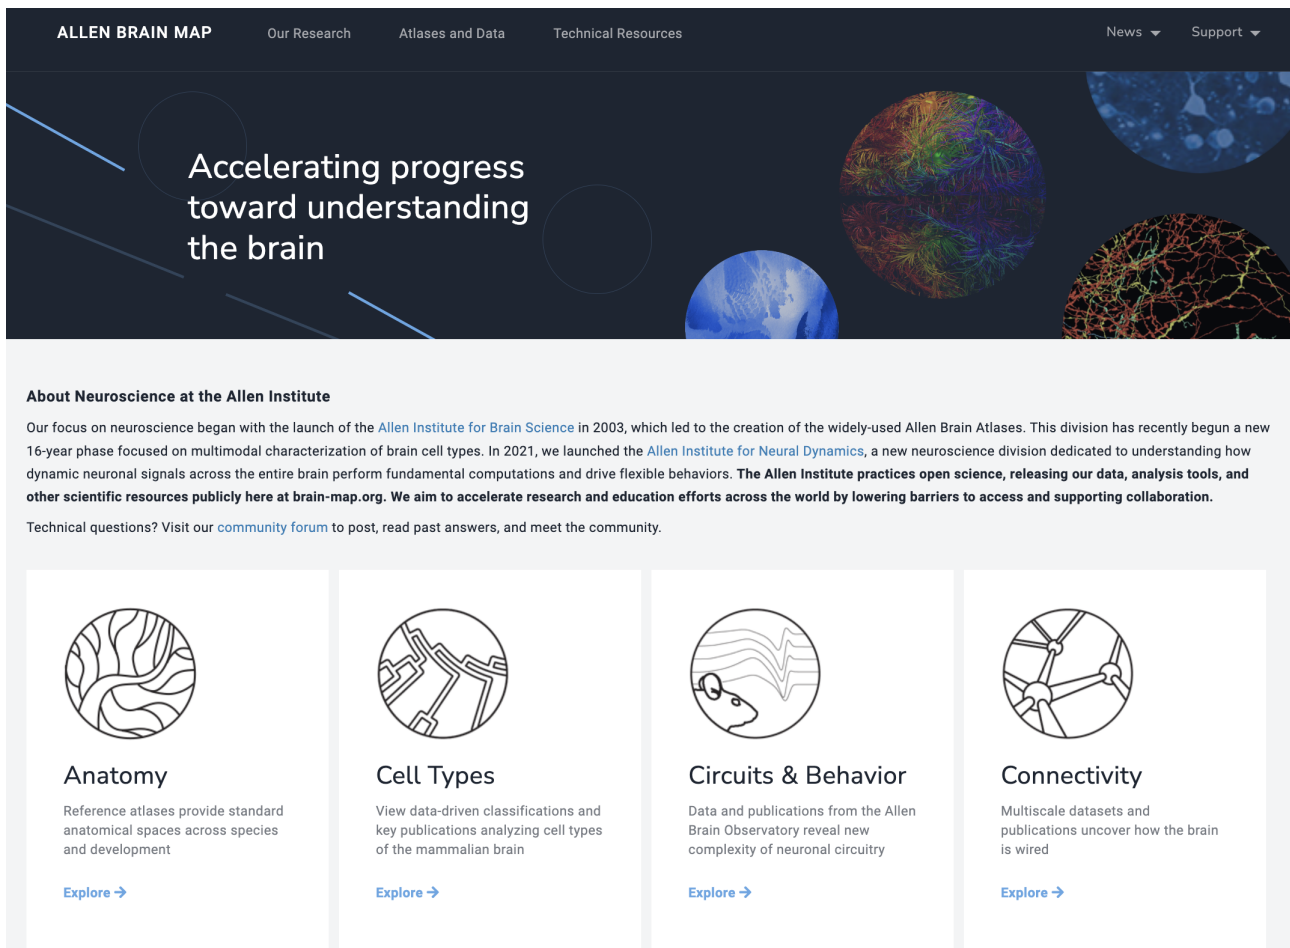 ALLEN BRAIN MAP
Our Research
Atlases and Data
Technical Resources
News
Support
Accelerating progress
toward understanding
the brain
About Neuroscience at the Allen Institute
Our focus on neuroscience began with the launch of the Allen Institute for Brain Science in 2003, which led to the creation of the widely-used Allen Brain Atlases. This division has recently begun a new
16-year phase focused on multimodal characterization of brain cell types. In 2021, we launched the Allen Institute for Neural Dynamics, a new neuroscience division dedicated to understanding how
dynamic neuronal signals across the entire brain perform fundamental computations and drive flexible behaviors. The Allen Institute practices open science, releasing our data, analysis tools, and
other scientific resources publicly here at brain-map.org. We aim to accelerate research and education efforts across the world by lowering barriers to access and supporting collaboration.
Technical questions? Visit our community forum to post, read past answers, and meet the community.
Anatomy
Reference atlases provide standard
anatomical spaces across species
and development
Explore
Cell Types
View data-driven classifications and
key publications analyzing cell types
of the mammalian brain
Explore
Circuits & Behavior
Data and publications from the Allen
Brain Observatory reveal new
complexity of neuronal circuitry
Explore
Connectivity
Multiscale datasets and
publications uncover how the brain
is wired
Explore